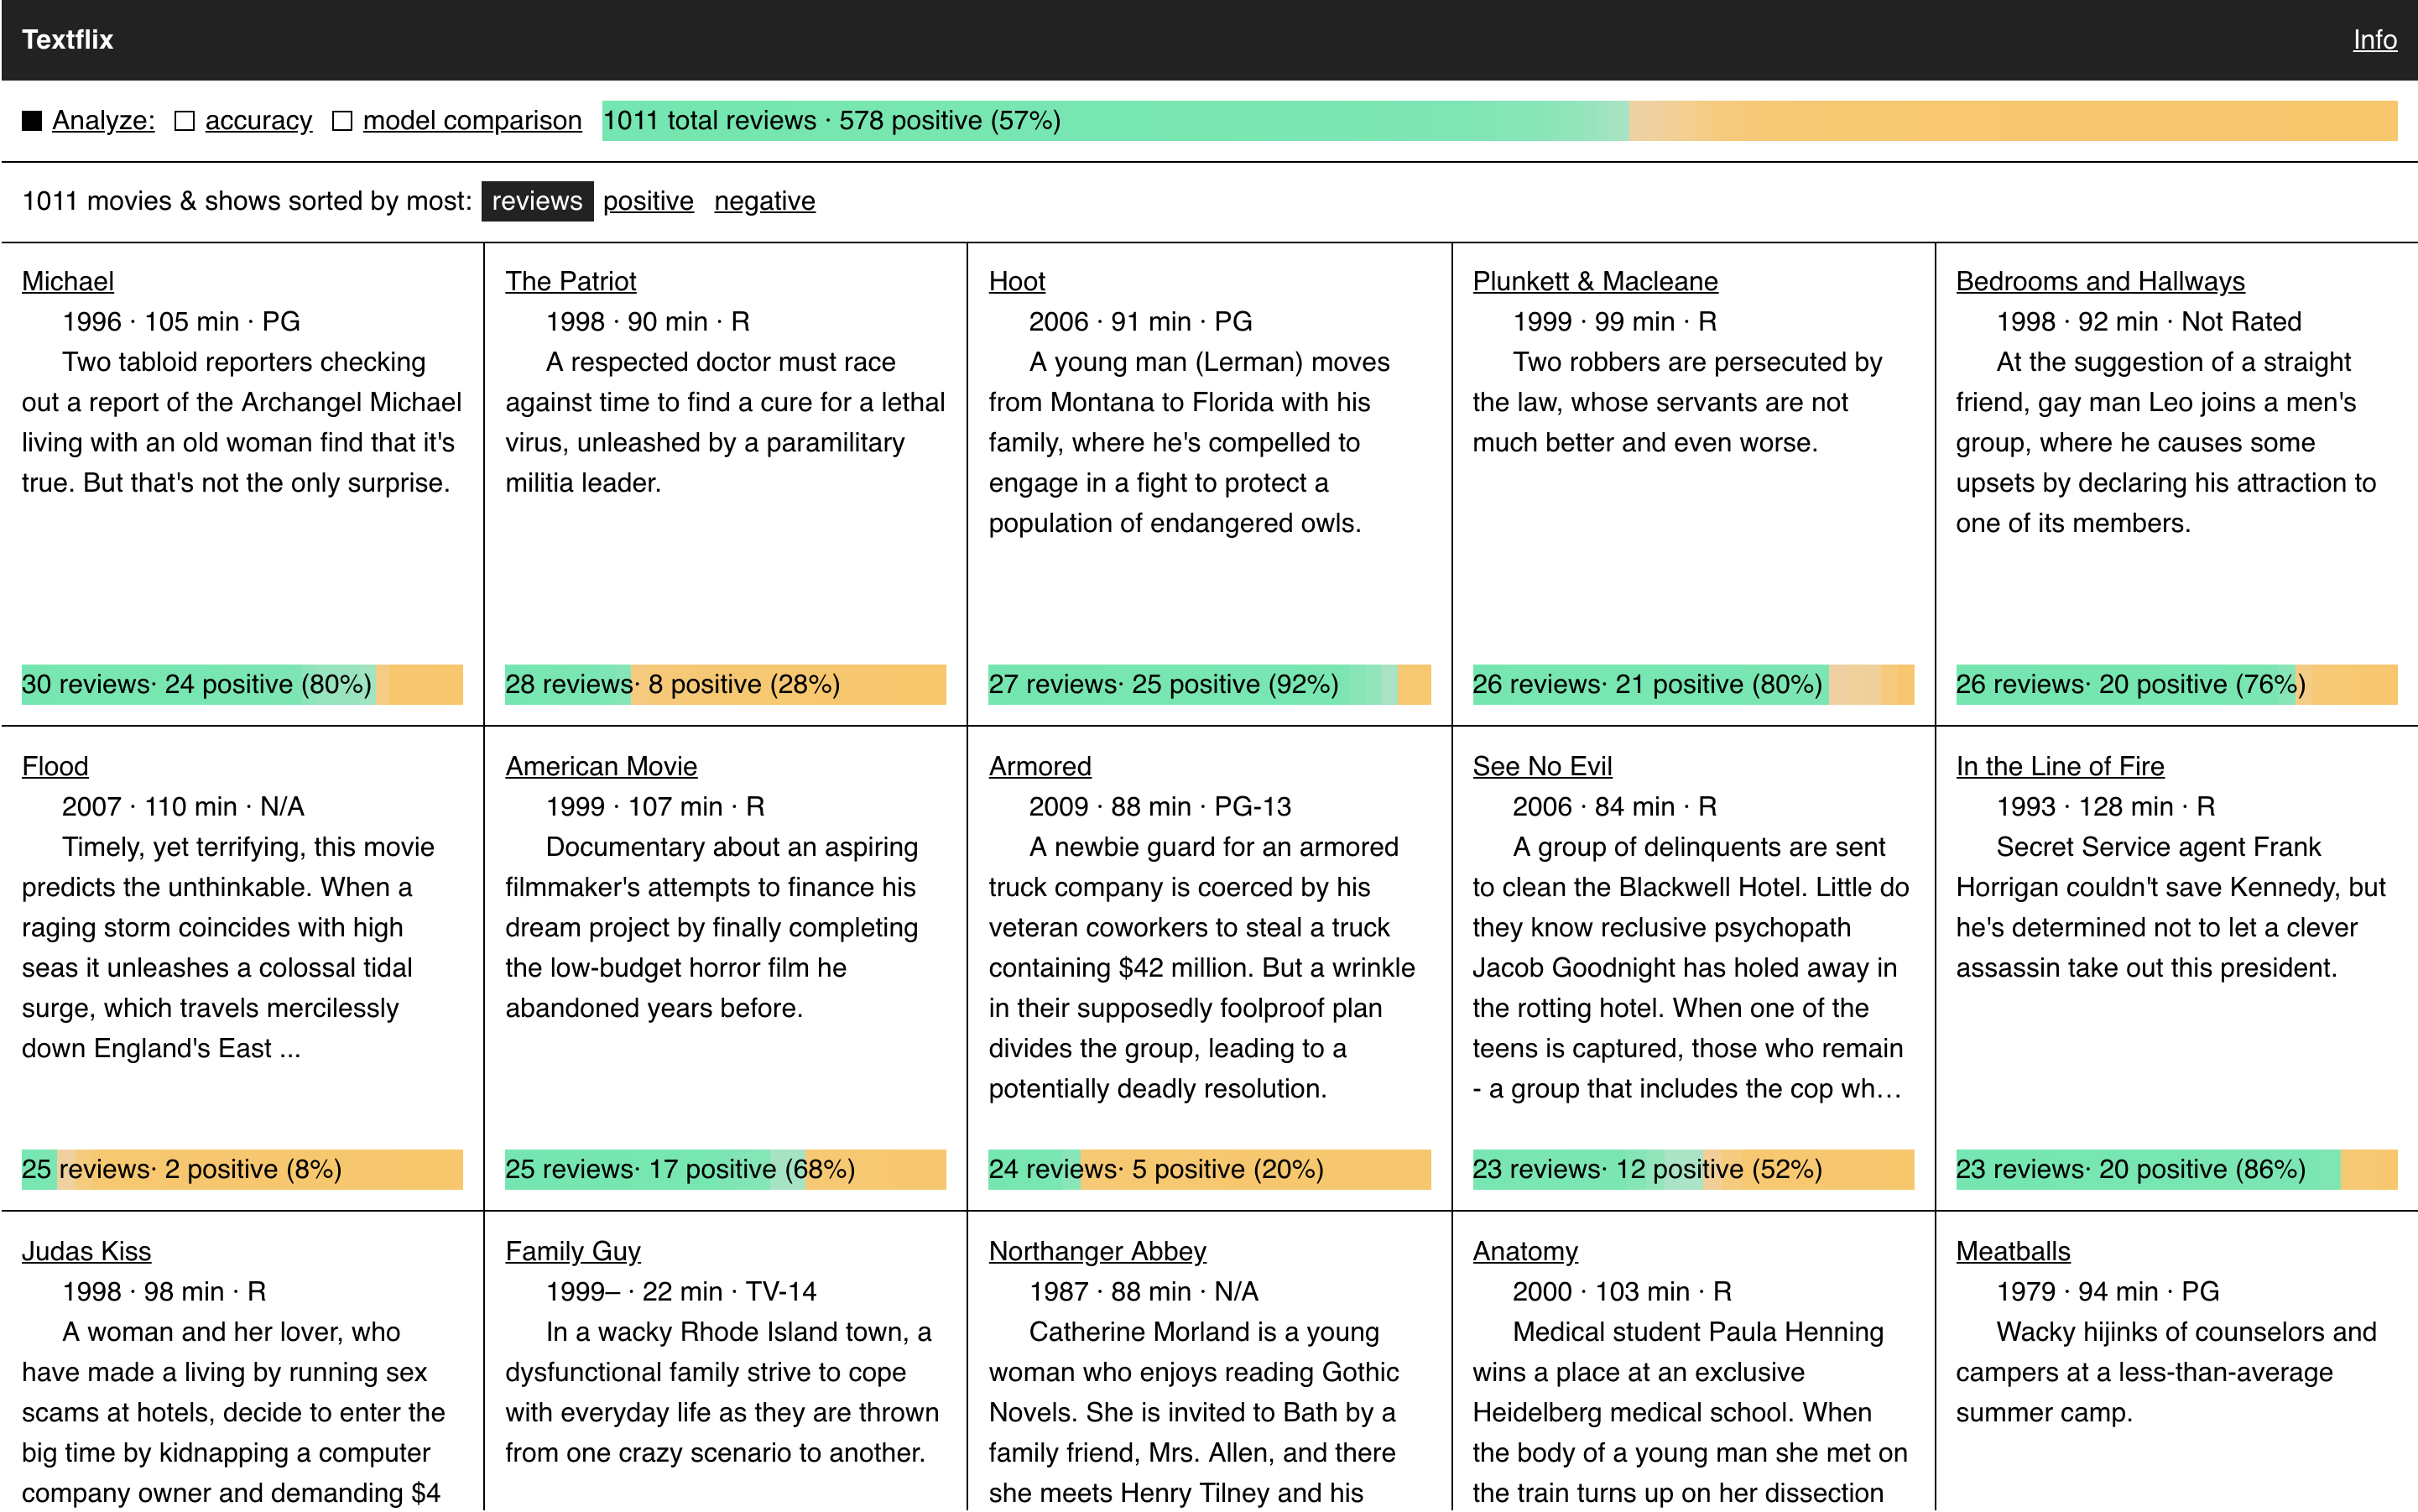 Textflix
Info
Analyze: accuracy model comparison
1011 total reviews · 578 positive (57%)
1011 movies & shows sorted by most: reviews positive negative
Michael
1996 · 105 min · PG
Two tabloid reporters checking
out a report of the Archangel Michael
living with an old woman find that it's
true. But that's not the only surprise.
30 reviews· 24 positive (80%)
The Patriot
1998 · 90 min · R
A respected doctor must race
against time to find a cure for a lethal
virus, unleashed by a paramilitary
militia leader.
28 reviews· 8 positive (28%)
Hoot
2006 · 91 min · PG
A young man (Lerman) moves
from Montana to Florida with his
family, where he's compelled to
engage in a fight to protect a
population of endangered owls.
27 reviews· 25 positive (92%)
Plunkett & Macleane
1999 · 99 min · R
Two robbers are persecuted by
the law, whose servants are not
much better and even worse.
26 reviews· 21 positive (80%)
Bedrooms and Hallways
1998 · 92 min · Not Rated
At the suggestion of a straight
friend, gay man Leo joins a men's
group, where he causes some
upsets by declaring his attraction to
one of its members.
26 reviews· 20 positive (76%)
Flood
2007 · 110 min · N/A
Timely, yet terrifying, this movie
predicts the unthinkable. When a
raging storm coincides with high
seas it unleashes a colossal tidal
surge, which travels mercilessly
down England's East ...
25 reviews· 2 positive (8%)
American Movie
1999 · 107 min · R
Documentary about an aspiring
filmmaker's attempts to finance his
dream project by finally completing
the low-budget horror film he
abandoned years before.
25 reviews· 17 positive (68%)
Armored
2009 · 88 min · PG-13
A newbie guard for an armored
truck company is coerced by his
veteran coworkers to steal a truck
containing $42 million. But a wrinkle
in their supposedly foolproof plan
divides the group, leading to a
potentially deadly resolution.
24 reviews· 5 positive (20%)
See No Evil
2006 · 84 min · R
A group of delinquents are sent
to clean the Blackwell Hotel. Little do
they know reclusive psychopath
Jacob Goodnight has holed away in
the rotting hotel. When one of the
teens is captured, those who remain
- a group that includes the cop wh…
23 reviews· 12 positive (52%)
In the Line of Fire
1993 · 128 min · R
Secret Service agent Frank
Horrigan couldn't save Kennedy, but
he's determined not to let a clever
assassin take out this president.
23 reviews· 20 positive (86%)
Judas Kiss
1998 · 98 min · R
A woman and her lover, who
have made a living by running sex
scams at hotels, decide to enter the
big time by kidnapping a computer
company owner and demanding $4
Family Guy
1999– · 22 min · TV-14
In a wacky Rhode Island town, a
dysfunctional family strive to cope
with everyday life as they are thrown
from one crazy scenario to another.
Northanger Abbey
1987 · 88 min · N/A
Catherine Morland is a young
woman who enjoys reading Gothic
Novels. She is invited to Bath by a
family friend, Mrs. Allen, and there
she meets Henry Tilney and his
Anatomy
2000 · 103 min · R
Medical student Paula Henning
wins a place at an exclusive
Heidelberg medical school. When
the body of a young man she met on
the train turns up on her dissection
Meatballs
1979 · 94 min · PG
Wacky hijinks of counselors and
campers at a less-than-average
summer camp.